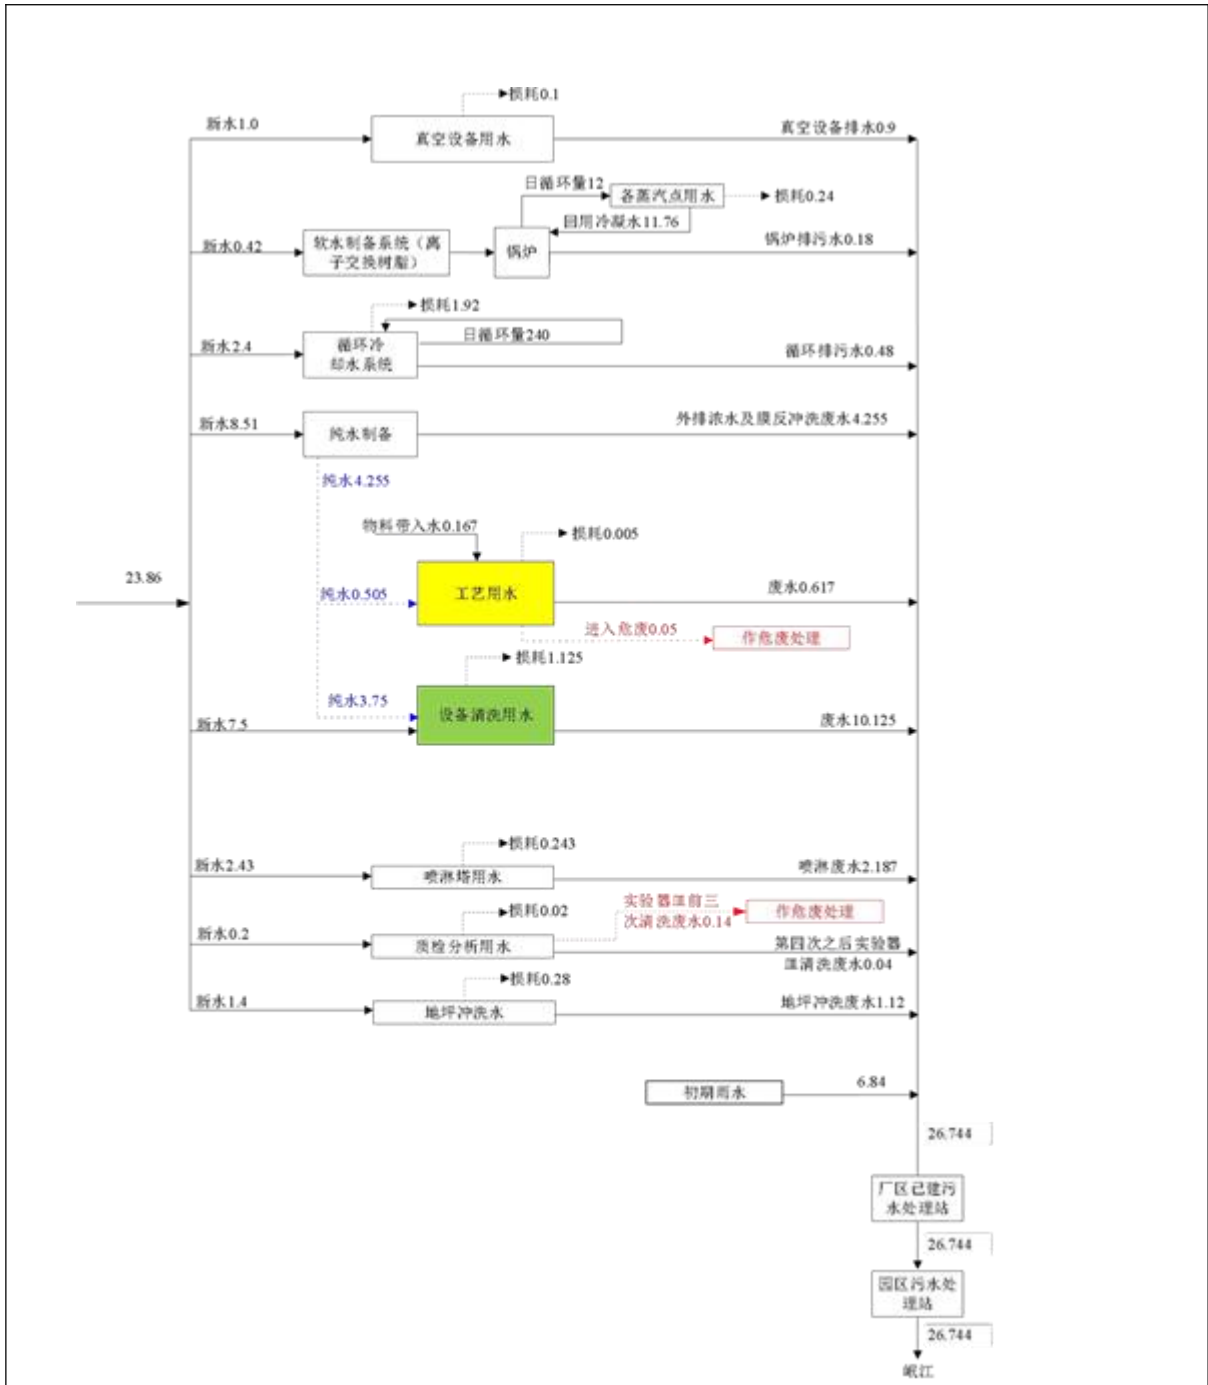 损耗0.1
新水1.0
真空设备用水
真空设备排水0.9
日循环量12
各蒸汽点用水
损耗0.24
回用冷凝水11.76
新水0.42
软水制备系统（离
子交换树脂）
锅炉
锅炉排污水0.18
损耗1.92
日循环量240
新水2.4
循环冷
却水系统
循环排污水0.48
新水8.51
纯水制备
外排浓水及膜反冲洗废水4.255
纯水4.255
物料带入水0.167
损耗0.005
23.86
纯水0.505
工艺用水
废水0.617
进入危废0.05
作危废处理
损耗1.125
纯水3.75
新水7.5
设备清洗用水
废水10.125
损耗0.243
新水2.43
喷淋塔用水
喷淋废水2.187
损耗0.02
实验器皿前三
次清洗废水0.14
作危废处理
新水0.2
质检分析用水
第四次之后实验器
皿清洗废水0.04
损耗0.28
新水1.4
地坪冲洗水
地坪冲洗废水1.12
初期雨水
6.84
26.744
厂区已建污
水处理站
26.744
园区污水处
理站
26.744
岷江